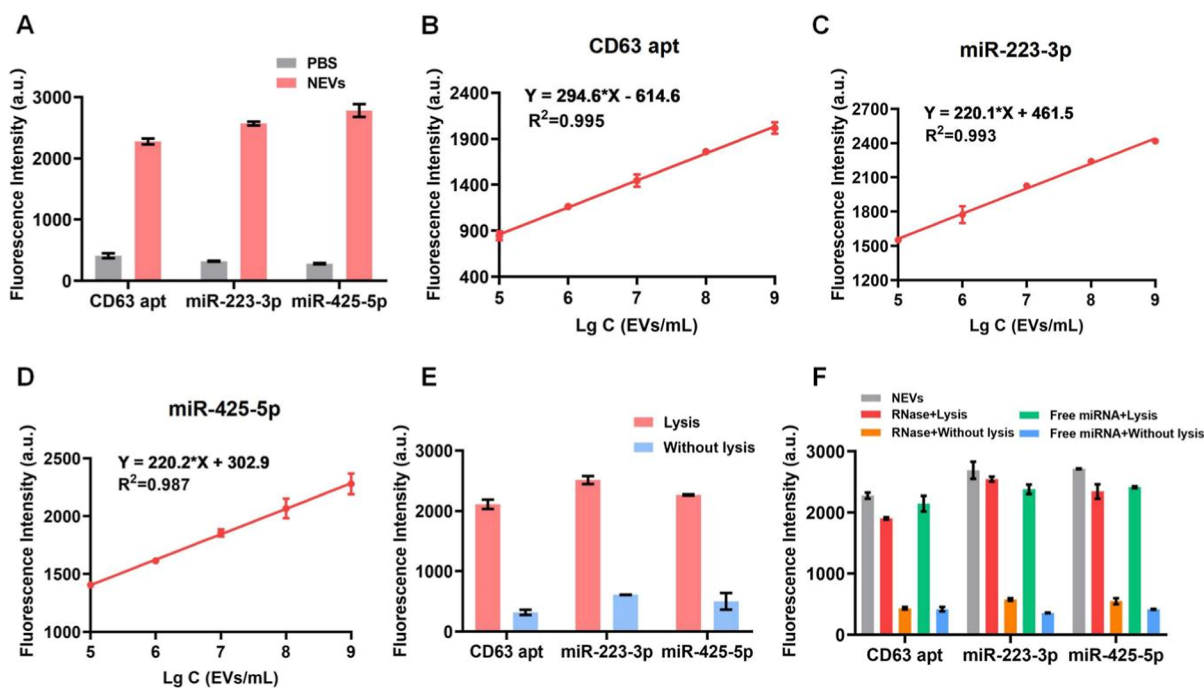 A
PBS
NEVs
Fluorescence Intensity (a.u.)
3000
2000
1000
0
CD63 apt
miR-223-3p
miR-425-5p
B
CD63 apt
Y = 294.6*X - 614.6
R²=0.995
Fluorescence Intensity (a.u.)
2400
1900
1400
900
400
5 6 7 8 9
Lg C (EVs/mL)
C
miR-223-3p
Y = 220.1*X + 461.5
R²=0.993
Fluorescence Intensity (a.u.)
2700
2400
2100
1800
1500
1200
5 6 7 8 9
Lg C (EVs/mL)
D
miR-425-5p
Y = 220.2*X + 302.9
R²=0.987
Fluorescence Intensity (a.u.)
2500
2000
1500
1000
5 6 7 8 9
Lg C (EVs/mL)
E
Lysis
Without lysis
Fluorescence Intensity (a.u.)
3000
2000
1000
0
CD63 apt
miR-223-3p
miR-425-5p
F
NEVs
RNase+Lysis
RNase+Without lysis
Free miRNA+Lysis
Free miRNA+Without lysis
Fluorescence Intensity (a.u.)
3000
2000
1000
0
CD63 apt
miR-223-3p
miR-425-5p